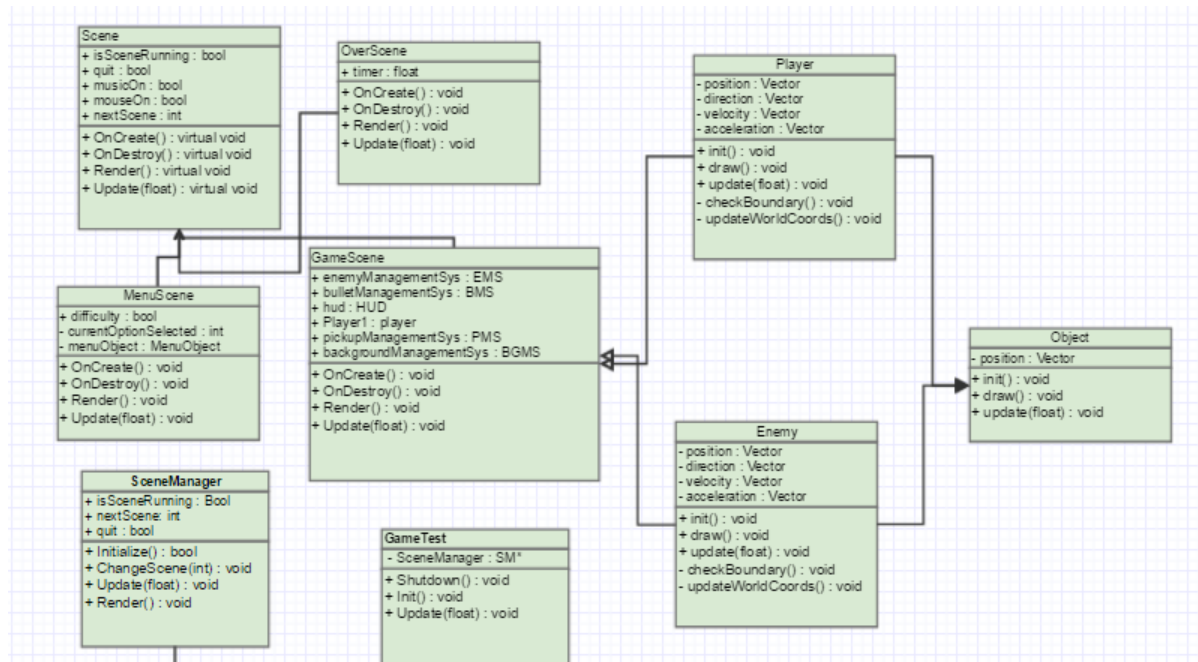 Scene
+ isSceneRunning : bool
+ quit : bool
+ musicOn : bool
+ mouseOn : bool
+ nextScene : int
+ OnCreate() : virtual void
+ OnDestroy() : virtual void
+ Render() : virtual void
+ Update(float) : virtual void
OverScene
+ timer : float
+ OnCreate() : void
+ OnDestroy() : void
+ Render() : void
+ Update(float) : void
Player
- position : Vector
- direction : Vector
- velocity : Vector
- acceleration : Vector
+ init() : void
+ draw() : void
+ update(float) : void
- checkBoundary() : void
- updateWorldCoords() : void
GameScene
+ enemyManagementSys : EMS
+ bulletManagementSys : BMS
+ hud : HUD
+ Player1 : player
+ pickupManagementSys : PMS
+ backgroundManagementSys : BGMS
+ OnCreate() : void
+ OnDestroy() : void
+ Render() : void
+ Update(float) : void
MenuScene
+ difficulty : bool
- currentOptionSelected : int
- menuObject : MenuObject
+ OnCreate() : void
+ OnDestroy() : void
+ Render() : void
+ Update(float) : void
Object
- position : Vector
+ init() : void
+ draw() : void
+ update(float) : void
Enemy
- position : Vector
- direction : Vector
- velocity : Vector
- acceleration : Vector
+ init() : void
+ draw() : void
+ update(float) : void
- checkBoundary() : void
- updateWorldCoords() : void
SceneManager
+ isSceneRunning : Bool
+ nextScene: int
+ quit : bool
+ Initialize() : bool
+ ChangeScene(int) : void
+ Update(float) : void
+ Render() : void
GameTest
- SceneManager : SM*
+ Shutdown() : void
+ Init() : void
+ Update(float) : void